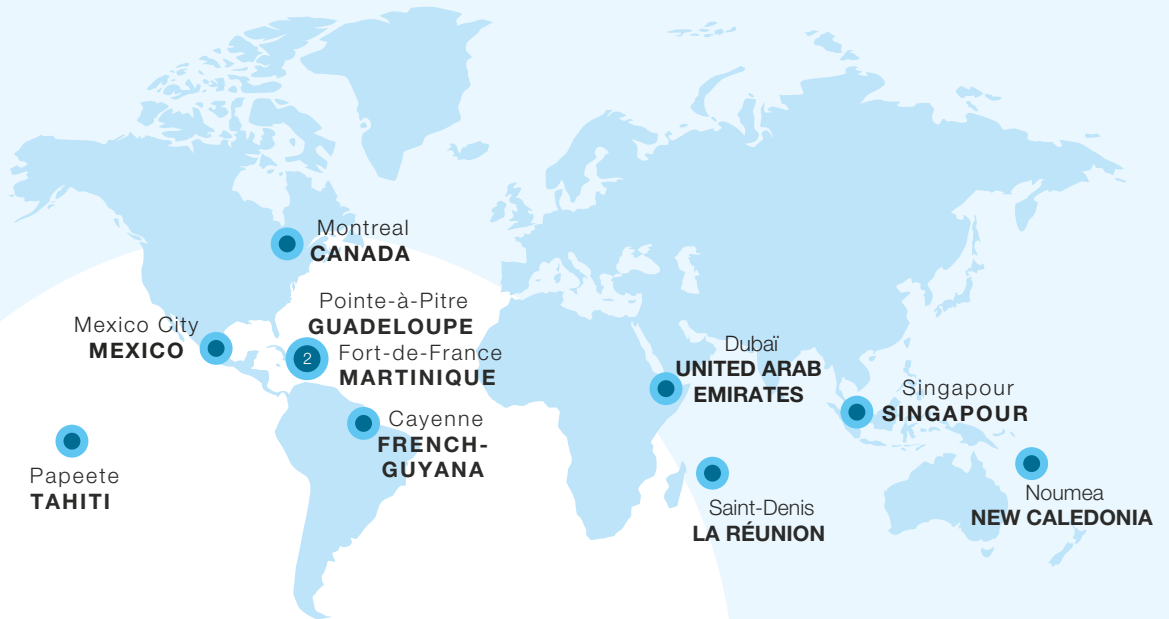 Montreal
CANADA
Pointe-à-Pitre
GUADELOUPE
Mexico City
MEXICO
2
Fort-de-France
MARTINIQUE
Dubaï
UNITED ARAB
EMIRATES
Singapour
SINGAPOUR
Cayenne
FRENCH-
GUYANA
Papeete
TAHITI
Saint-Denis
LA RÉUNION
Noumea
NEW CALEDONIA